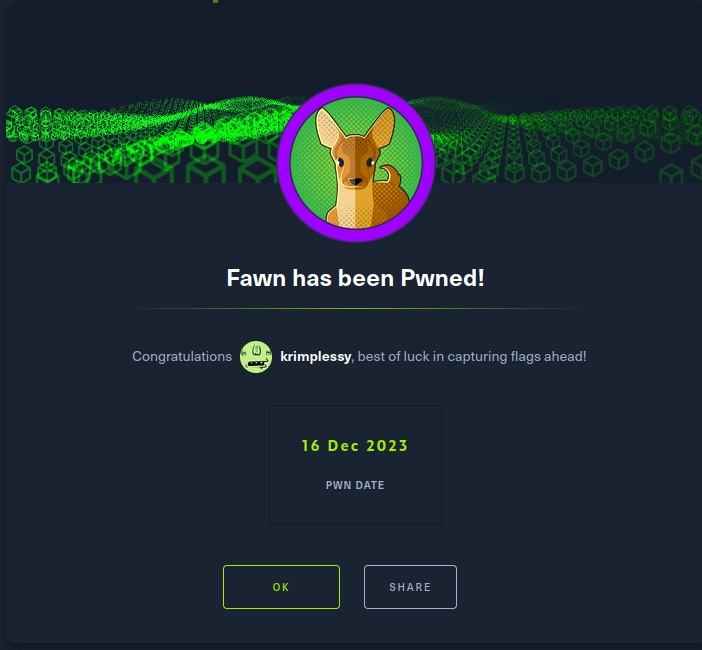 Fawn has been Pwned!
Congratulations krimplessy, best of luck in capturing flags ahead!
16 Dec 2023
PWN DATE
OK SHARE